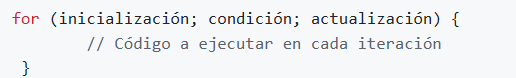 for (inicialización; condición; actualización) {
// Código a ejecutar en cada iteración
}